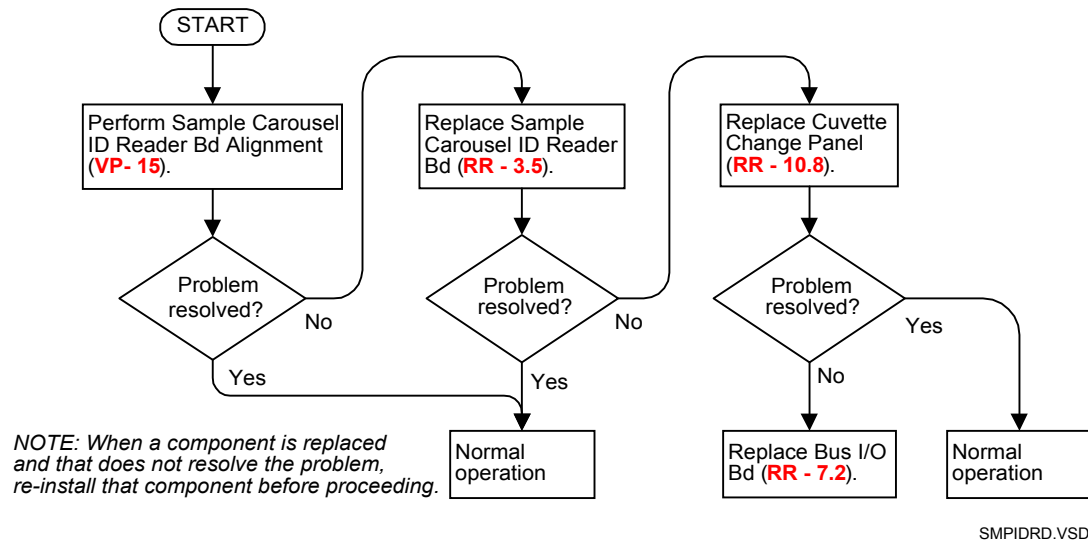 START
Perform Sample Carousel
ID Reader Bd Alignment
(VP- 15).
Replace Sample
Carousel ID Reader
Bd (RR - 3.5).
Replace Cuvette
Change Panel
(RR - 10.8).
Problem
resolved?
No
Yes
Problem
resolved?
No
Yes
Problem
resolved?
Yes
No
NOTE: When a component is replaced
and that does not resolve the problem,
re-install that component before proceeding.
Normal
operation
Replace Bus I/O
Bd (RR - 7.2).
Normal
operation
SMPIDRD.VSD